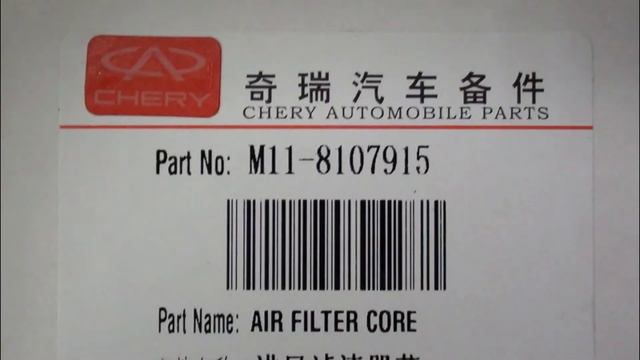 CHERY
奇瑞汽车备件
CHERY AUTOMOBILE PARTS
Part No: M11-8107915
Part Name: AIR FILTER CORE